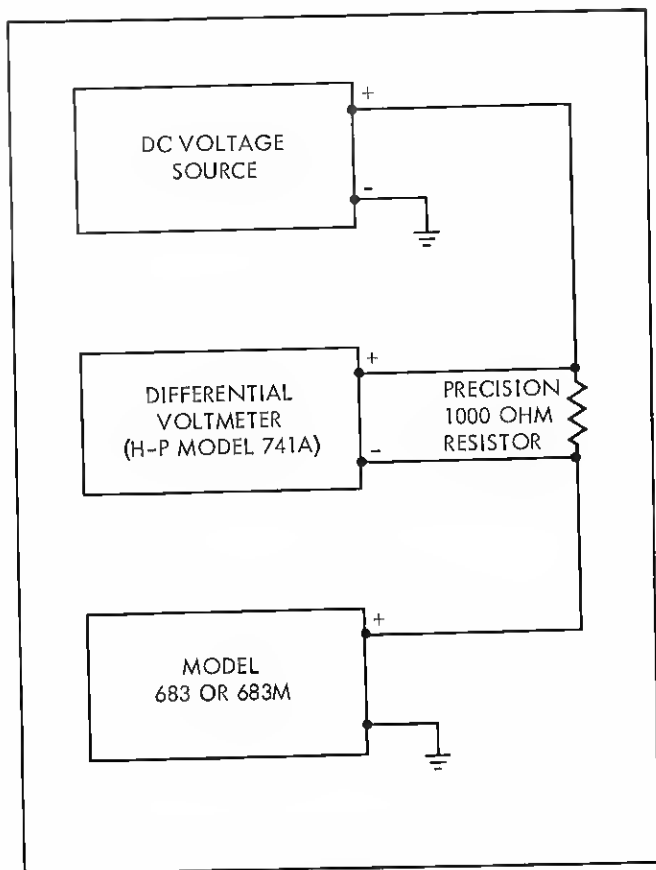 DC VOLTAGE
SOURCE
+
-
DIFFERENTIAL
VOLTMETER
(H-P MODEL 741A)
+
-
PRECISION
1000 OHM
RESISTOR
MODEL
683 OR 683M
+